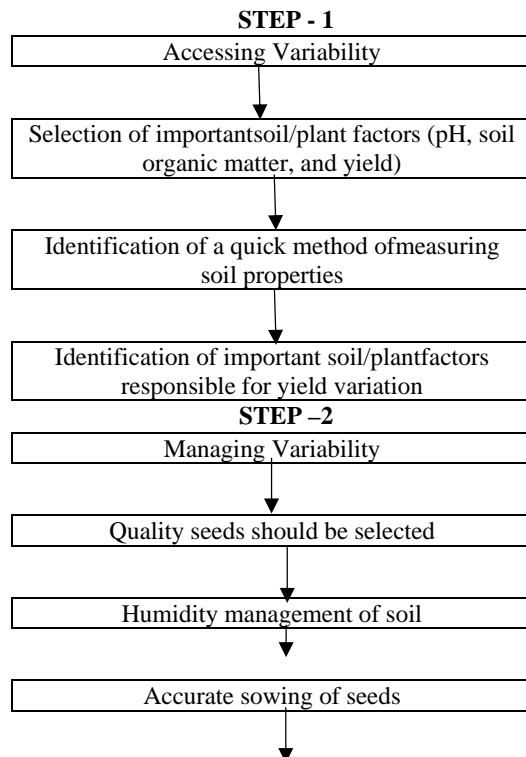 STEP - 1
Accessing Variability
Selection of importantsoil/plant factors (pH, soil
organic matter, and yield)
Identification of a quick method ofmeasuring
soil properties
Identification of important soil/plantfactors
responsible for yield variation
STEP –2
Managing Variability
Quality seeds should be selected
Humidity management of soil
Accurate sowing of seeds